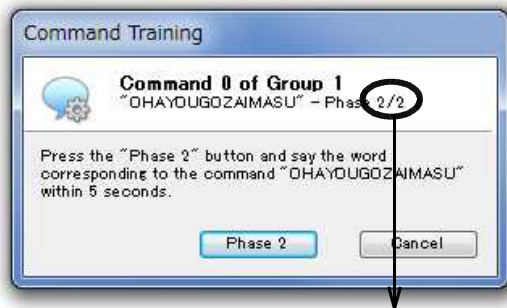 Command Training
Command 0 of Group 1
"OHAYOUGOZAIMASU" - Phase 2/2
Press the "Phase 2" button and say the word
corresponding to the command "OHAYOUGOZAIMASU"
within 5 seconds.
Phase 2
Cancel